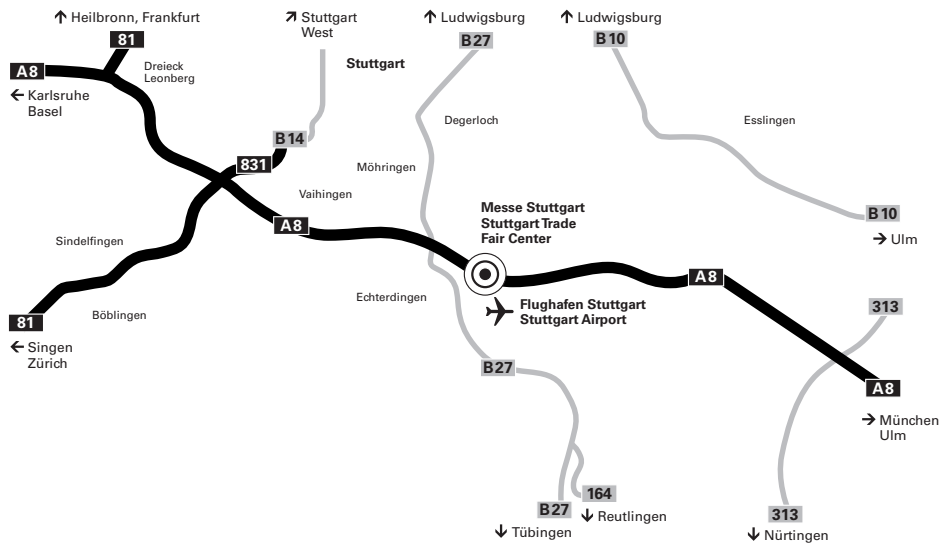 Heilbronn, Frankfurt
81
Stuttgart
West
Ludwigsburg
B27
Ludwigsburg
B10
A8
Karlsruhe
Basel
Dreieck
Leonberg
Stuttgart
Degerloch
Esslingen
B14
831
Möhringen
Vaihingen
A8
Messe Stuttgart
Stuttgart Trade
Fair Center
B10
Ulm
Sindelfingen
A8
Echterdingen
Flughafen Stuttgart
Stuttgart Airport
313
Böblingen
81
Singen
Zürich
B27
A8
München
Ulm
164
Reutlingen
B27
Tübingen
313
Nürtingen